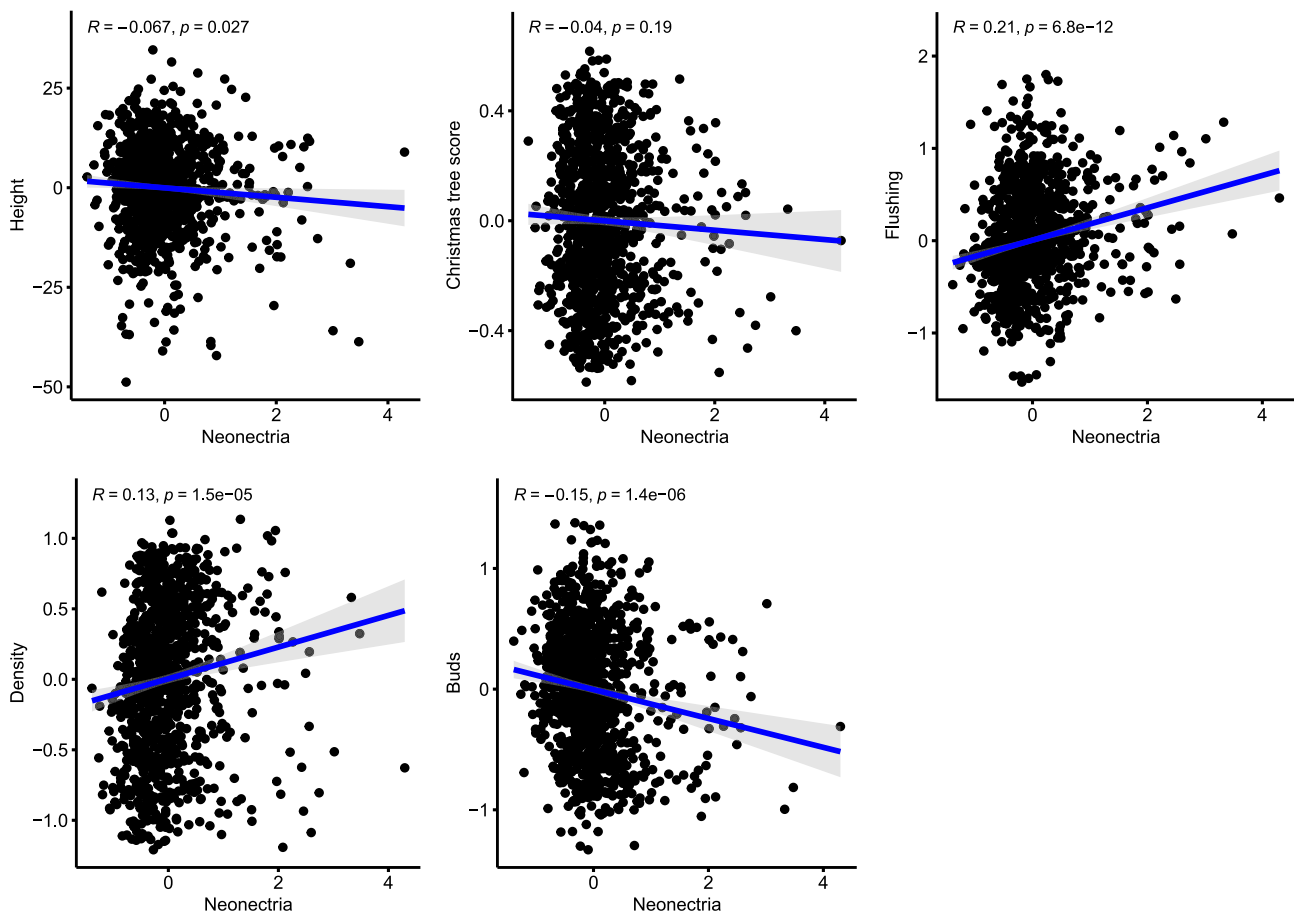 R = −0.067, p = 0.027
25
0
−25
−50
Height
0 2 4
Neonectria
R = −0.04, p = 0.19
0.4
0.0
−0.4
Christmas tree score
0 2 4
Neonectria
R = 0.21, p = 6.8e−12
2
1
0
−1
Flushing
0 2 4
Neonectria
R = 0.13, p = 1.5e−05
1.0
0.5
0.0
−0.5
−1.0
Density
0 2 4
Neonectria
R = −0.15, p = 1.4e−06
1
0
−1
Buds
0 2 4
Neonectria